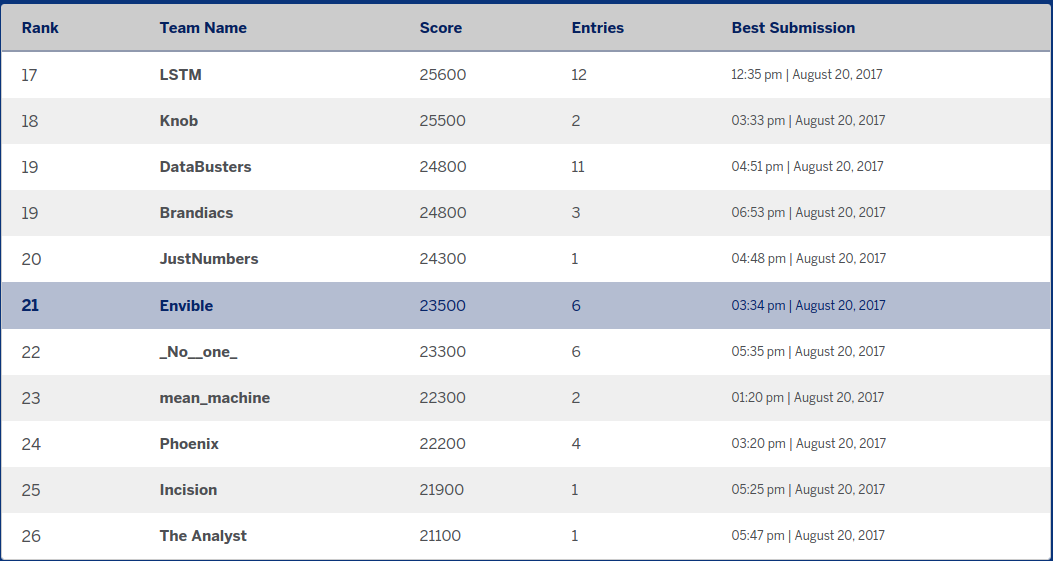 Rank Team Name Score Entries Best Submission
17 LSTM 25600 12 12:35 pm | August 20, 2017
18 Knob 25500 2 03:33 pm | August 20, 2017
19 DataBusters 24800 11 04:51 pm | August 20, 2017
19 Brandiacs 24800 3 06:53 pm | August 20, 2017
20 JustNumbers 24300 1 04:48 pm | August 20, 2017
21 Envible 23500 6 03:34 pm | August 20, 2017
22 _No__one_ 23300 6 05:35 pm | August 20, 2017
23 mean_machine 22300 2 01:20 pm | August 20, 2017
24 Phoenix 22200 4 03:20 pm | August 20, 2017
25 Incision 21900 1 05:25 pm | August 20, 2017
26 The Analyst 21100 1 05:47 pm | August 20, 2017